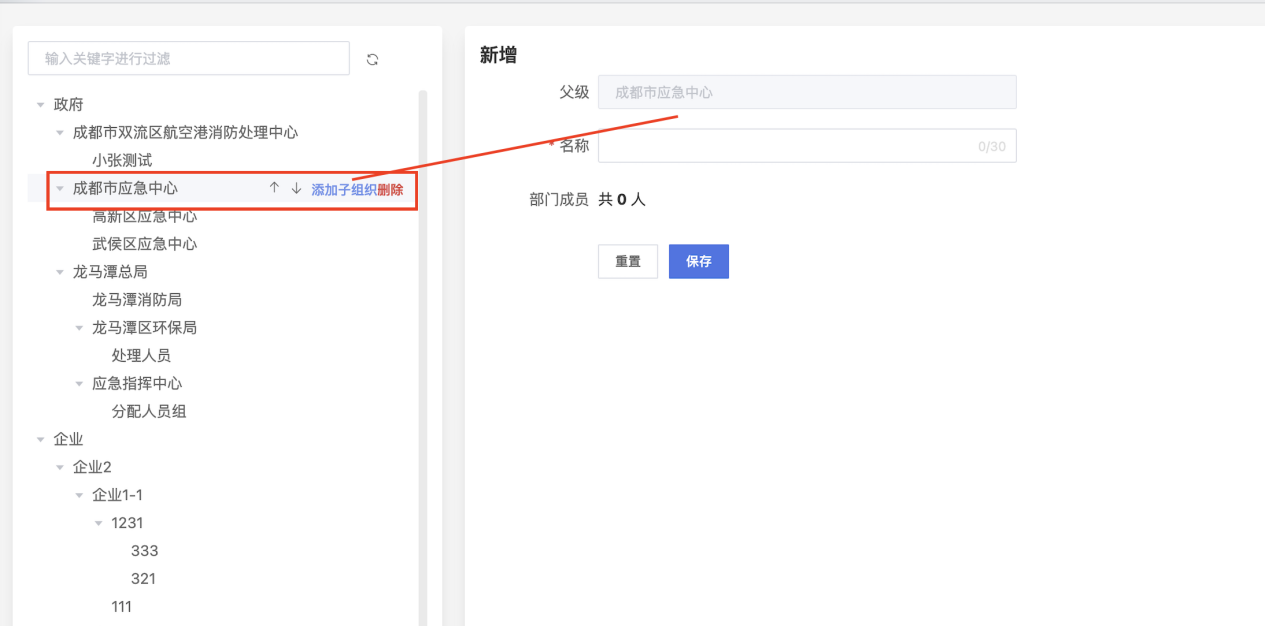 输入关键字进行过滤
政府
成都市双流区航空港消防处理中心
小张测试
成都市应急中心 ↑ ↓ 添加子组织删除
高新区应急中心
武侯区应急中心
龙马潭总局
龙马潭消防局
龙马潭区环保局
处理人员
应急指挥中心
分配人员组
企业
企业2
企业1-1
1231
333
321
111
新增
父级 成都市应急中心
* 名称 0/30
部门成员 共 0 人
重置 保存